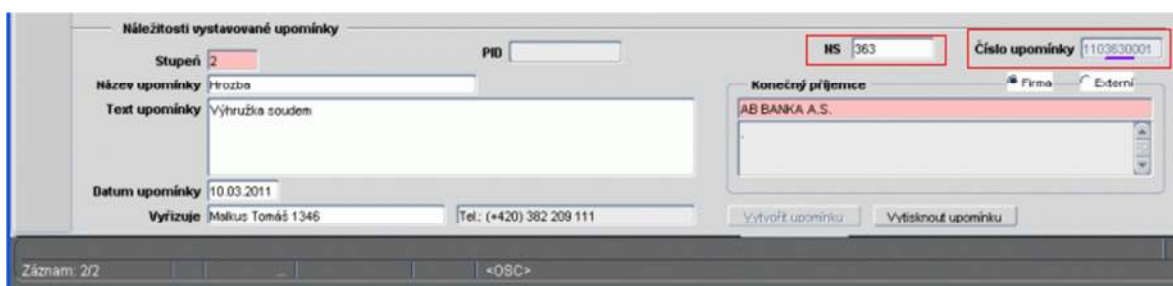 Náležitosti vystavované upomínky
Stupeň 2 PID NS 363 Číslo upomínky 1103630001
Název upomínky Hrozba Konečný příjemce Firma Externí
Text upomínky Výhružka soudem AB BANKA A.S.
.
Datum upomínky 10.03.2011
Vyřizuje Malkus Tomáš 1346 Tel.: (+420) 382 209 111 Vytvořit upomínku Vytisknout upomínku
Záznam: 2/2 ... <OSC>